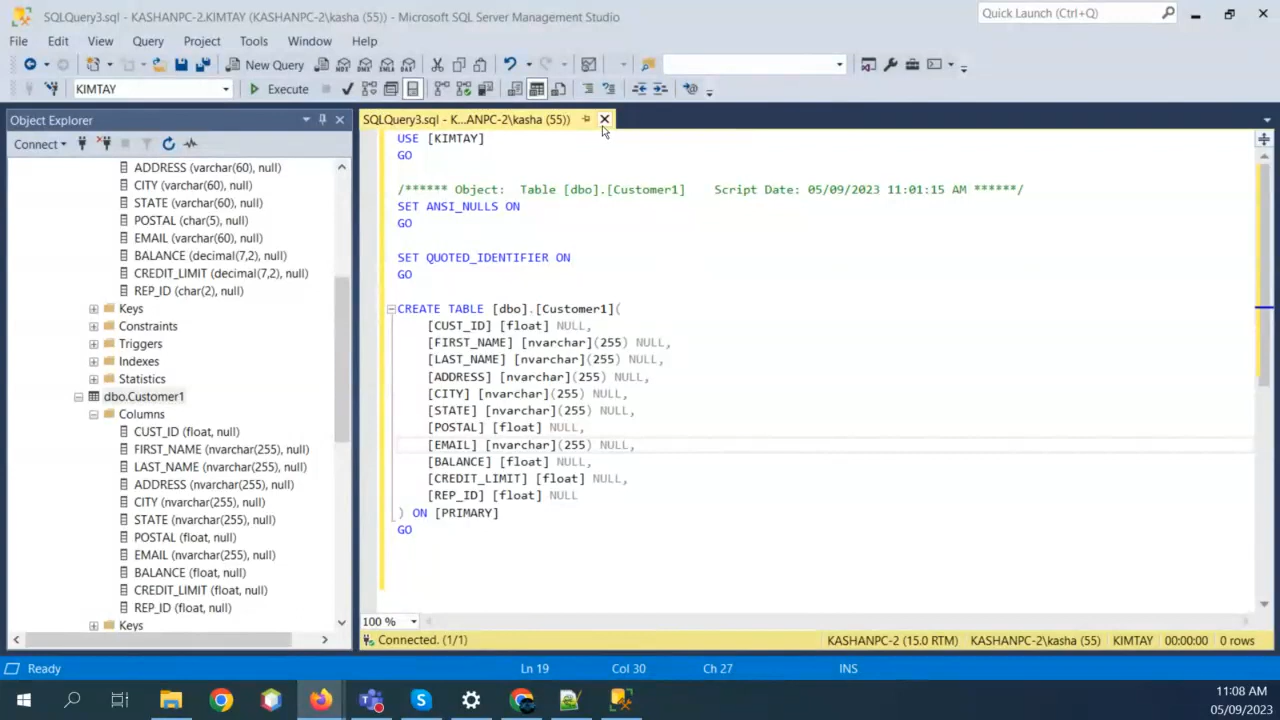 SQLQuery3.sql - KASHANPC-2.KIMTAY (KASHANPC-2\kasha (55)) - Microsoft SQL Server Management Studio
Quick Launch (Ctrl+Q)
File Edit View Query Project Tools Window Help
New Query
MDX DMX XMLA DAX
KIMTAY
Execute
Object Explorer
SQLQuery3.sql - K...ANPC-2\kasha (55))
Connect
ADDRESS (varchar(60), null)
CITY (varchar(60), null)
STATE (varchar(60), null)
POSTAL (char(5), null)
EMAIL (varchar(60), null)
BALANCE (decimal(7,2), null)
CREDIT_LIMIT (decimal(7,2), null)
REP_ID (char(2), null)
Keys
Constraints
Triggers
Indexes
Statistics
dbo.Customer1
Columns
CUST_ID (float, null)
FIRST_NAME (nvarchar(255), null)
LAST_NAME (nvarchar(255), null)
ADDRESS (nvarchar(255), null)
CITY (nvarchar(255), null)
STATE (nvarchar(255), null)
POSTAL (float, null)
EMAIL (nvarchar(255), null)
BALANCE (float, null)
CREDIT_LIMIT (float, null)
REP_ID (float, null)
Keys
USE [KIMTAY]
GO
/****** Object:  Table [dbo].[Customer1]    Script Date: 05/09/2023 11:01:15 AM ******/
SET ANSI_NULLS ON
GO
SET QUOTED_IDENTIFIER ON
GO
CREATE TABLE [dbo].[Customer1](
[CUST_ID] [float] NULL,
[FIRST_NAME] [nvarchar](255) NULL,
[LAST_NAME] [nvarchar](255) NULL,
[ADDRESS] [nvarchar](255) NULL,
[CITY] [nvarchar](255) NULL,
[STATE] [nvarchar](255) NULL,
[POSTAL] [float] NULL,
[EMAIL] [nvarchar](255) NULL,
[BALANCE] [float] NULL,
[CREDIT_LIMIT] [float] NULL,
[REP_ID] [float] NULL
) ON [PRIMARY]
GO
100 %
Connected. (1/1)
KASHANPC-2 (15.0 RTM) KASHANPC-2\kasha (55) KIMTAY 00:00:00 0 rows
Ready Ln 19 Col 30 Ch 27 INS
11:08 AM
05/09/2023